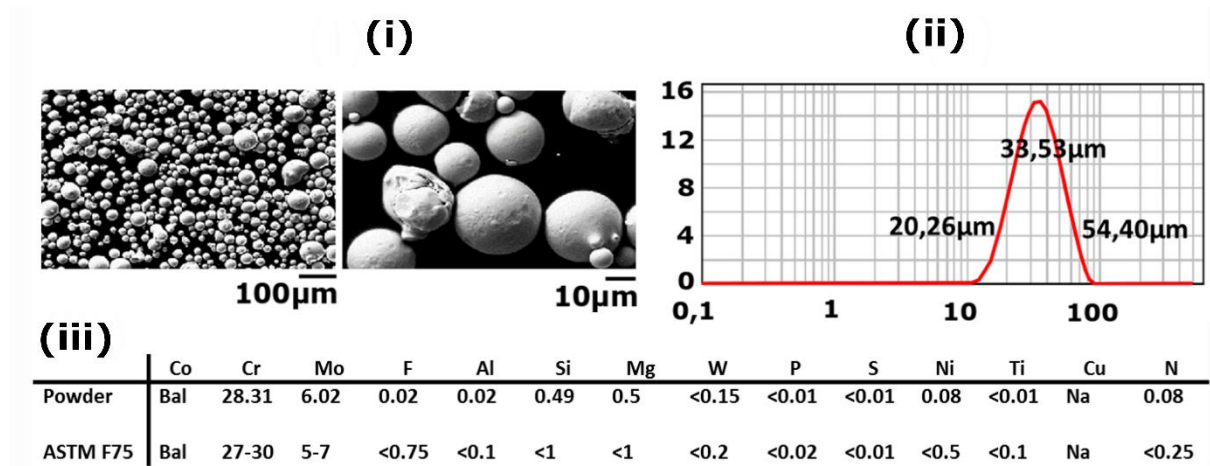 (i)
(ii)
100µm
10µm
16
12
8
4
0
33,53µm
20,26µm
54,40µm
0,1 1 10 100
(iii)
Co Cr Mo F Al Si Mg W P S Ni Ti Cu N
Powder Bal 28.31 6.02 0.02 0.02 0.49 0.5 <0.15 <0.01 <0.01 0.08 <0.01 Na 0.08
ASTM F75 Bal 27-30 5-7 <0.75 <0.1 <1 <1 <0.2 <0.02 <0.01 <0.5 <0.1 Na <0.25